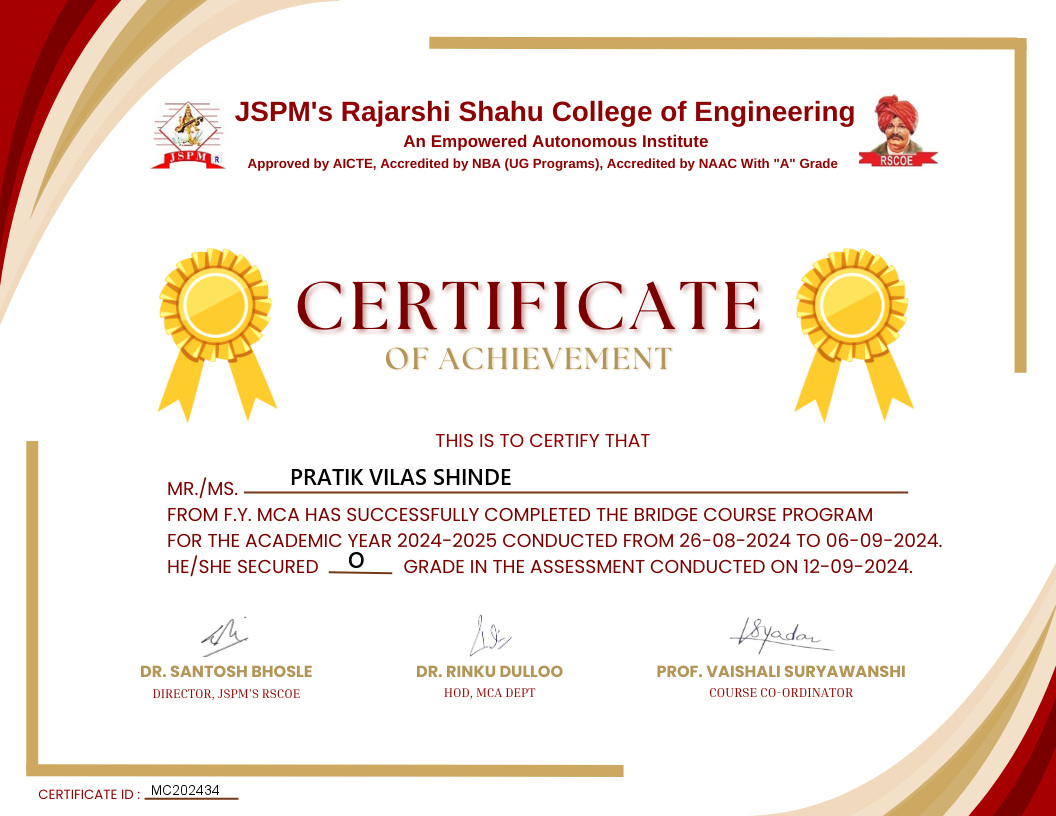 JSPM's Rajarshi Shahu College of Engineering
An Empowered Autonomous Institute
Approved by AICTE, Accredited by NBA (UG Programs), Accredited by NAAC With "A" Grade
JSPM R
RSCOE
CERTIFICATE
OF ACHIEVEMENT
THIS IS TO CERTIFY THAT
MR./MS. PRATIK VILAS SHINDE
FROM F.Y. MCA HAS SUCCESSFULLY COMPLETED THE BRIDGE COURSE PROGRAM
FOR THE ACADEMIC YEAR 2024-2025 CONDUCTED FROM 26-08-2024 TO 06-09-2024.
HE/SHE SECURED O GRADE IN THE ASSESSMENT CONDUCTED ON 12-09-2024.
DR. SANTOSH BHOSLE DR. RINKU DULLOO PROF. VAISHALI SURYAWANSHI
DIRECTOR, JSPM'S RSCOE HOD, MCA DEPT COURSE CO-ORDINATOR
CERTIFICATE ID : MC202434